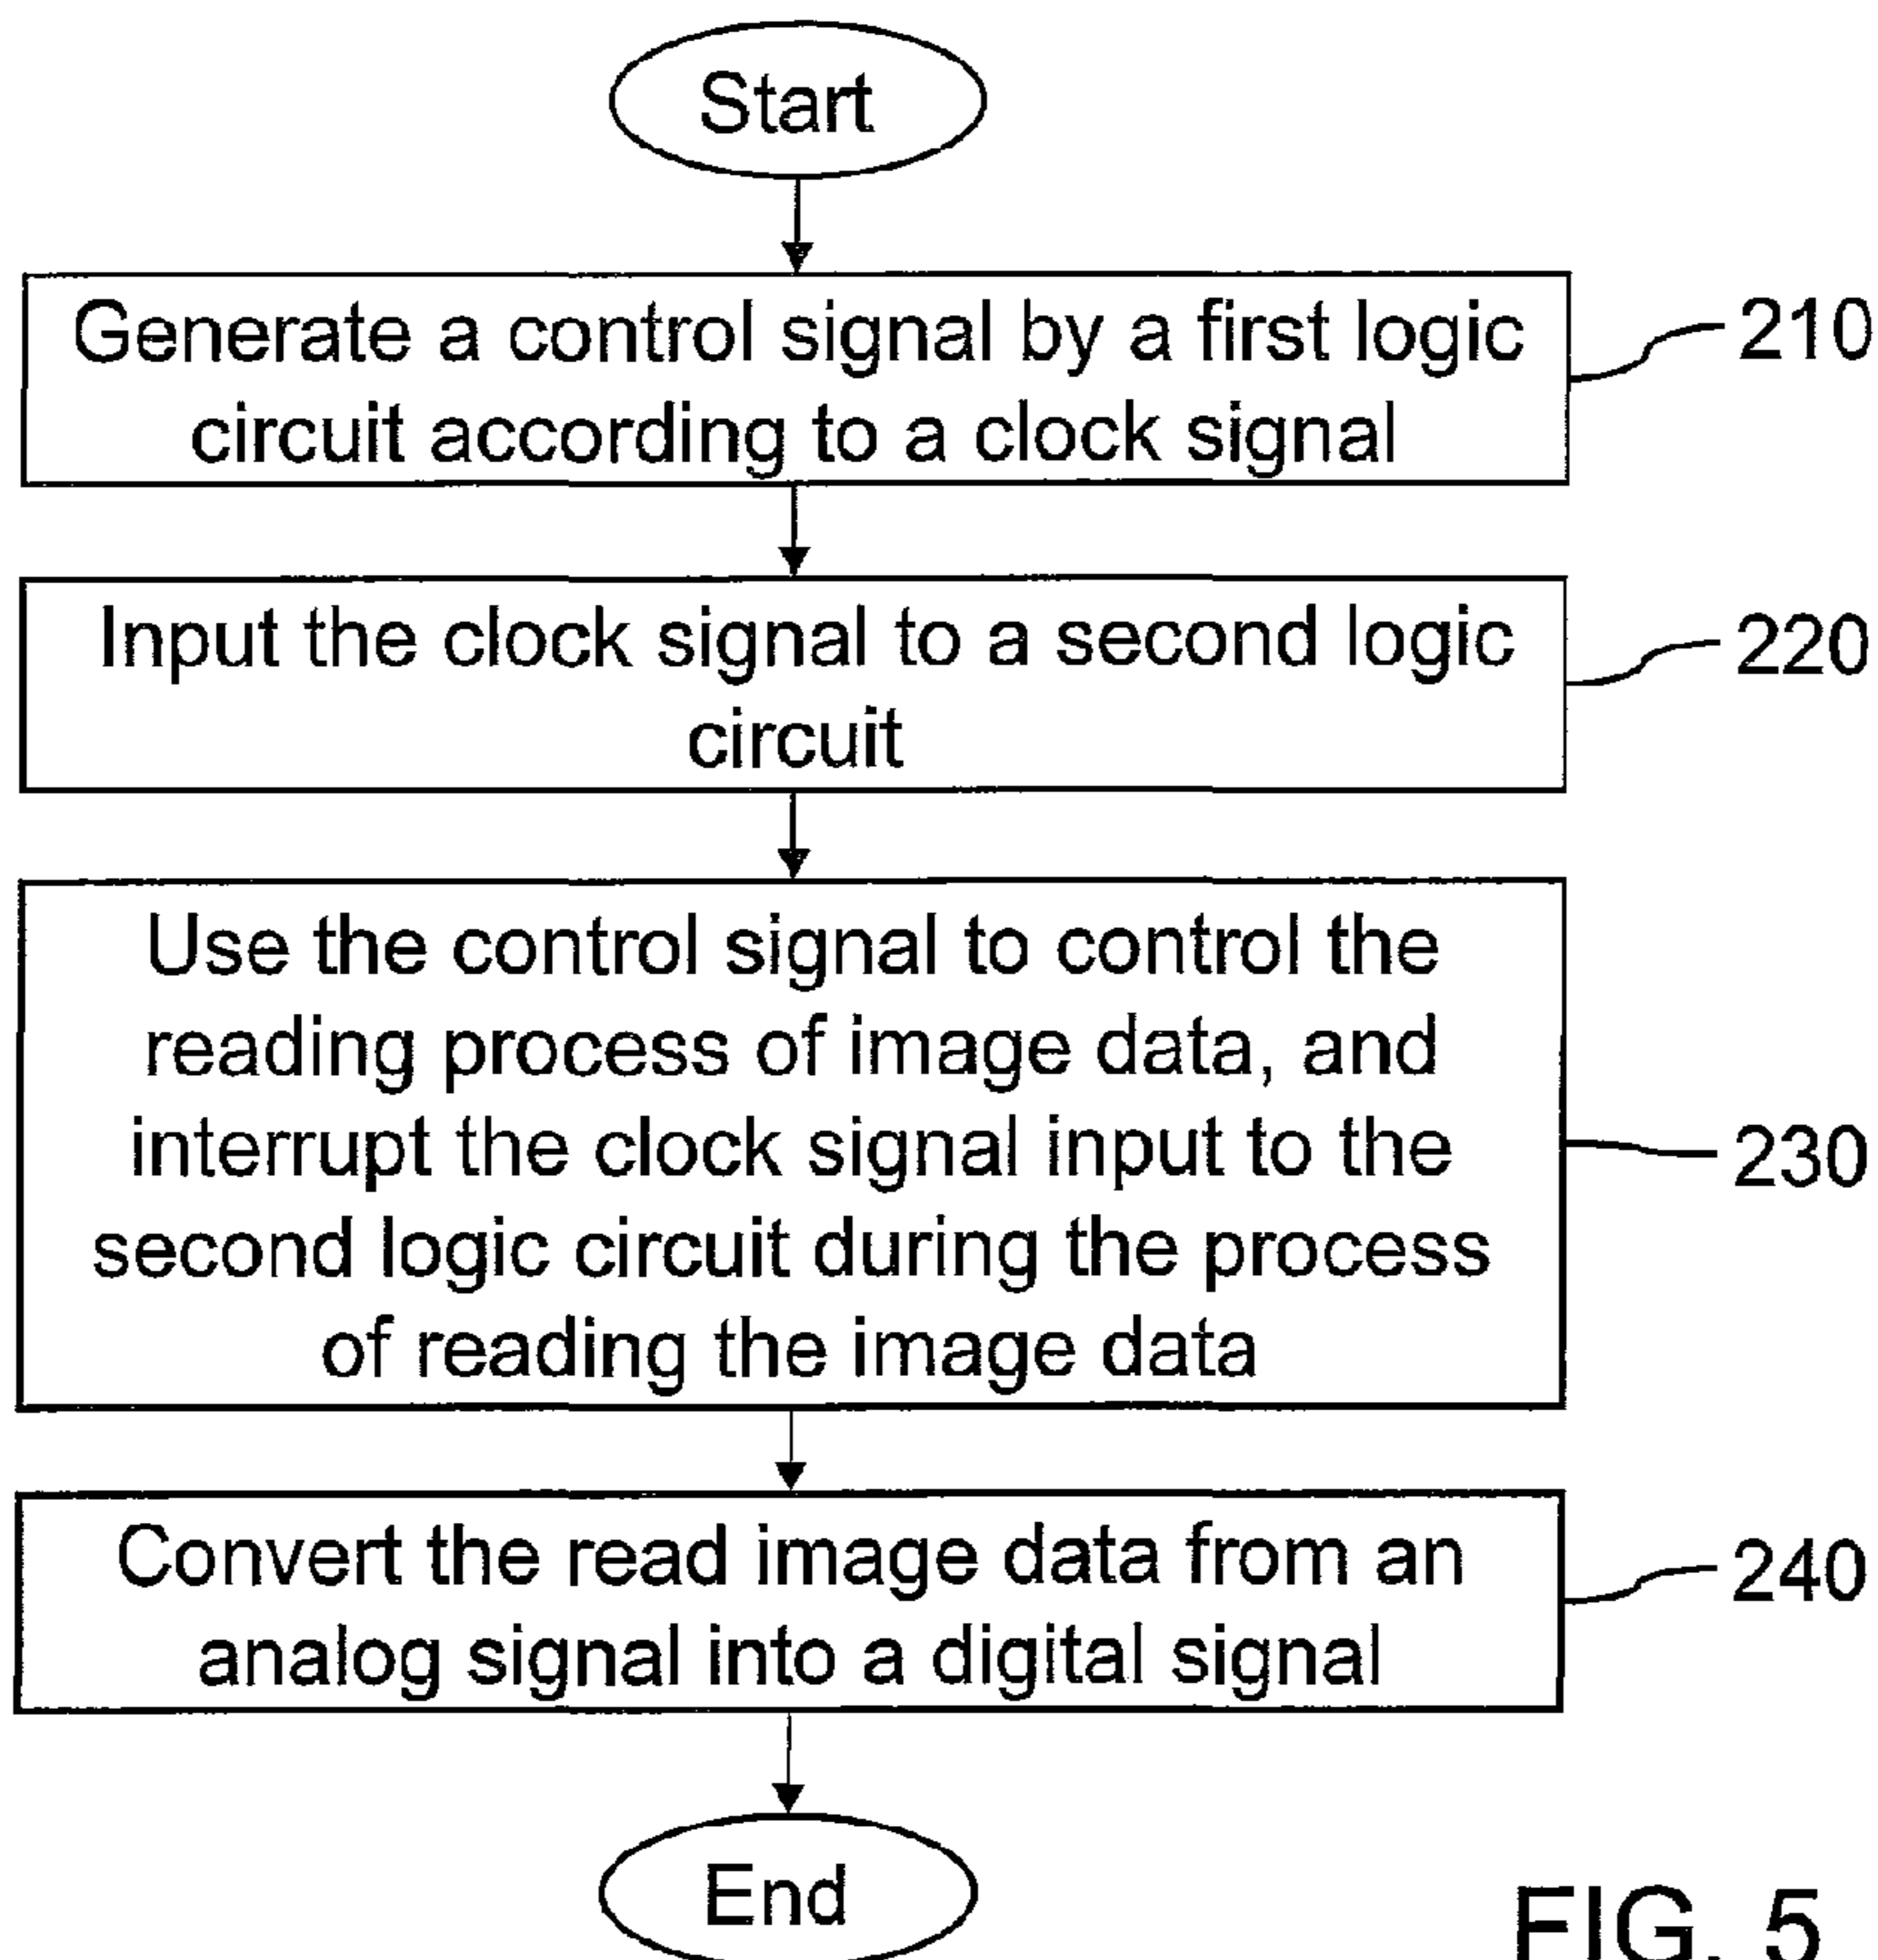 Start
Generate a control signal by a first logic
circuit according to a clock signal
210
Input the clock signal to a second logic
circuit
220
Use the control signal to control the
reading process of image data, and
interrupt the clock signal input to the
second logic circuit during the process
of reading the image data
230
Convert the read image data from an
analog signal into a digital signal
240
End
FIG. 5